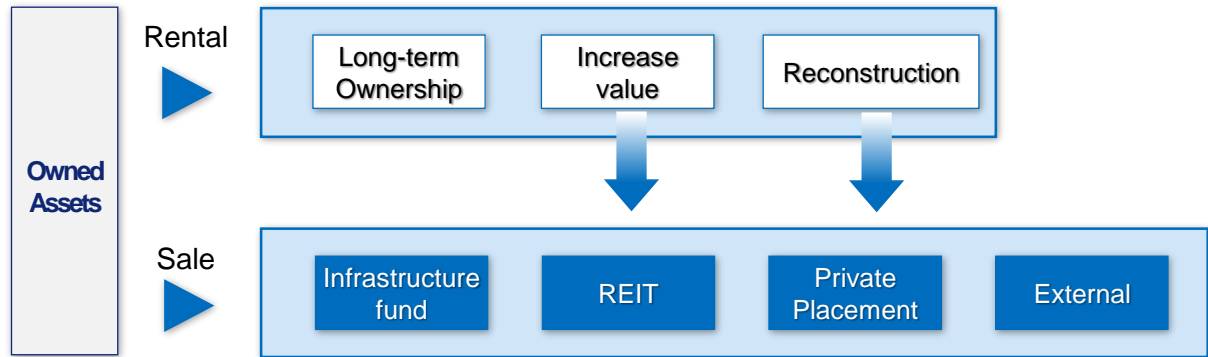 Owned
Assets
Rental
Long-term
Ownership
Increase
value
Reconstruction
Sale
Infrastructure
fund
REIT
Private
Placement
External